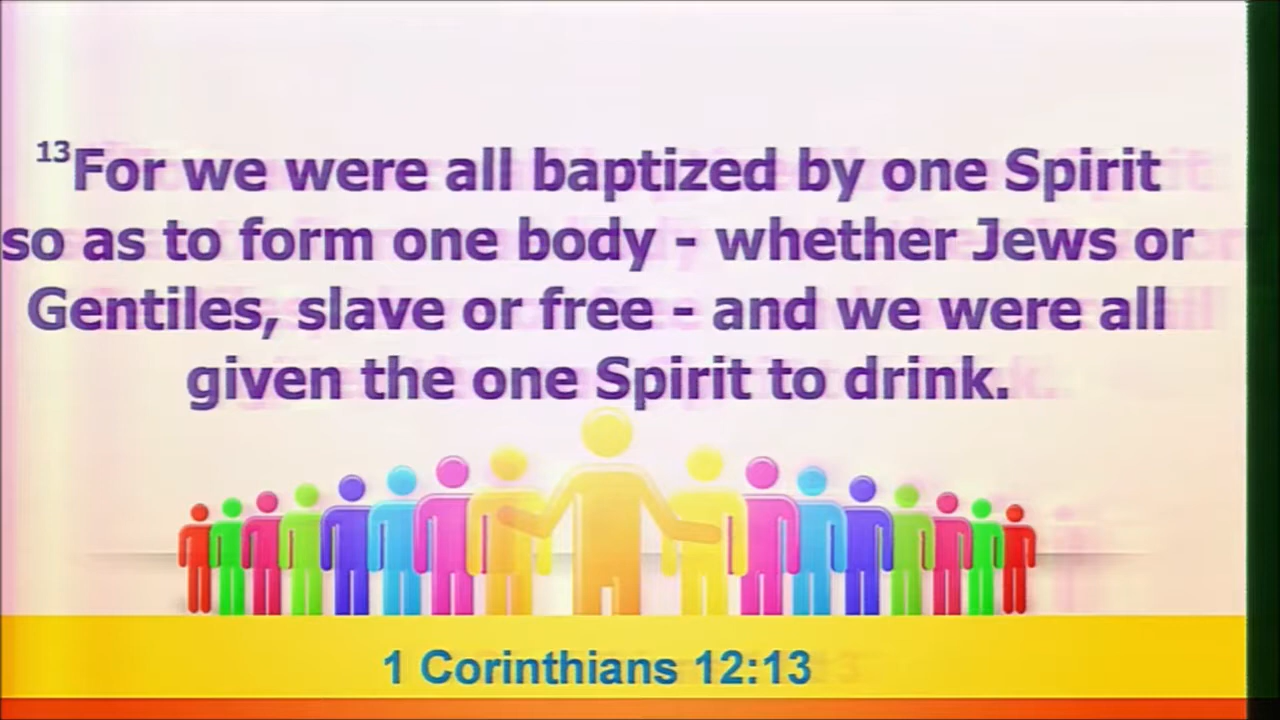 13For we were all baptized by one Spirit
so as to form one body - whether Jews or
Gentiles, slave or free - and we were all
given the one Spirit to drink.
1 Corinthians 12:13